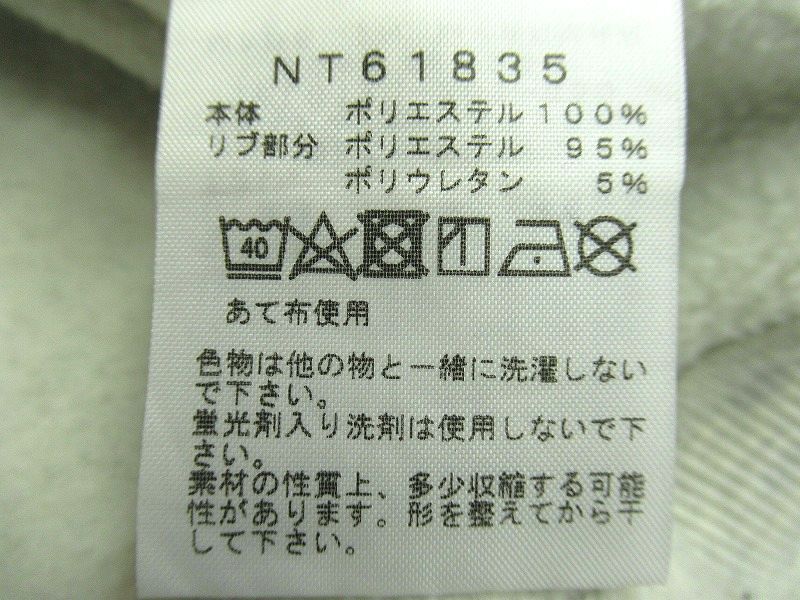 NT61835
本体 ポリエステル 100%
リブ部分 ポリエステル 95%
ポリウレタン 5%
40
あて布使用
色物は他の物と一緒に洗濯しない
で下さい。
蛍光剤入り洗剤は使用しないで下
さい。
素材の性質上、多少収縮する可能
性があります。形を整えてから干
して下さい。